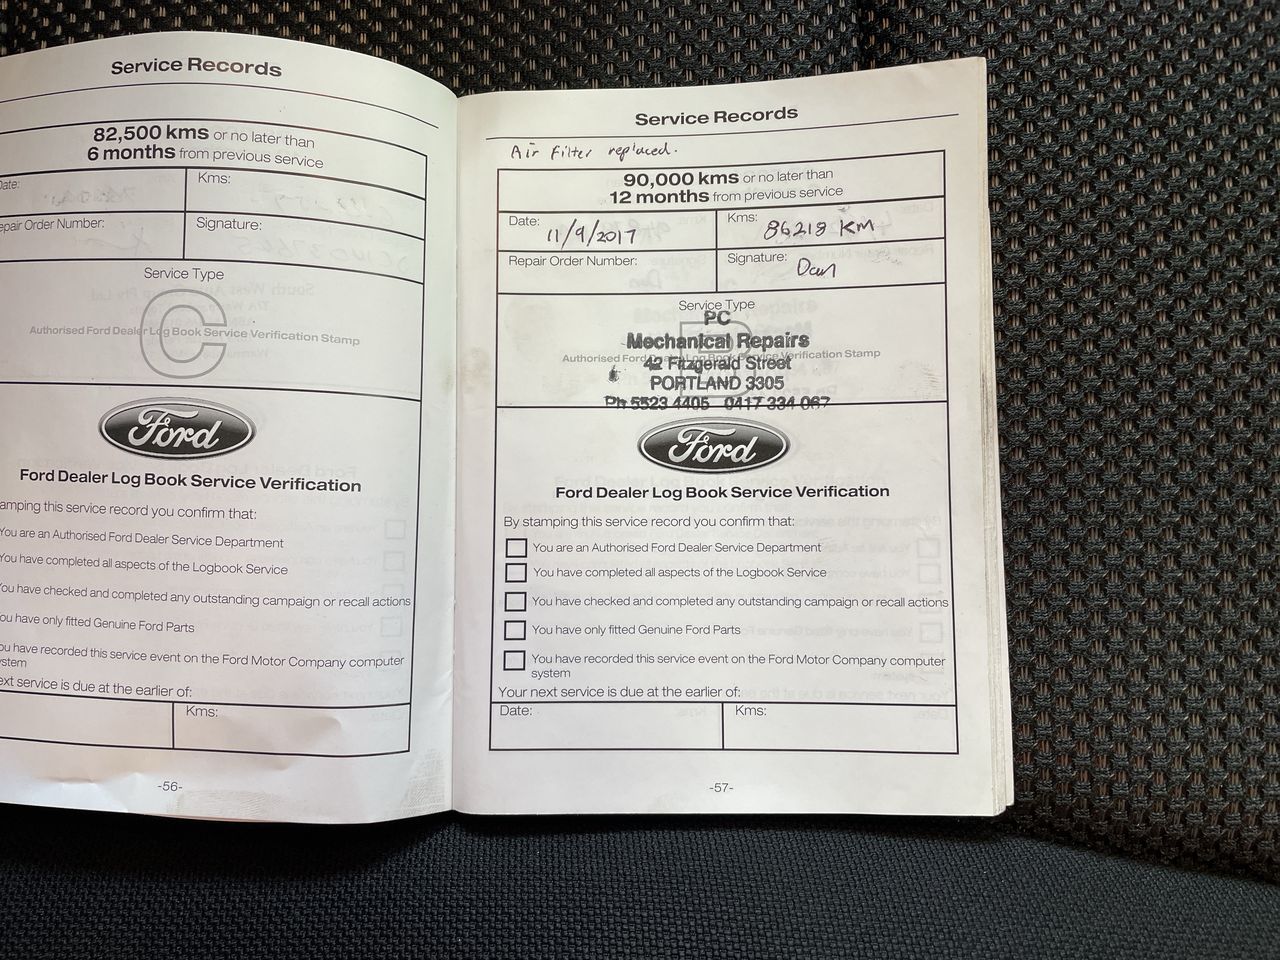 Service Records
82,500 kms or no later than
6 months from previous service
Date:
Kms:
Repair Order Number:
Signature:
Service Type
C
Authorised Ford Dealer Log Book Service Verification Stamp
Ford
Ford Dealer Log Book Service Verification
amping this service record you confirm that:
You are an Authorised Ford Dealer Service Department
You have completed all aspects of the Logbook Service
You have checked and completed any outstanding campaign or recall actions
ou have only fitted Genuine Ford Parts
ou have recorded this service event on the Ford Motor Company computer
ystem
ext service is due at the earlier of:
Kms:
-56-
Service Records
Air Filter replaced.
90,000 kms or no later than
12 months from previous service
Date: 11/9/2017
Kms: 86218 KM
Repair Order Number:
Signature: Dan
Service Type
PC
Mechanical Repairs
Authorised Ford Dealer Log Book Service Verification Stamp
42 Fitzgerald Street
PORTLAND 3305
Ph 5523 4405 0417 334 067
Ford
Ford Dealer Log Book Service Verification
By stamping this service record you confirm that:
You are an Authorised Ford Dealer Service Department
You have completed all aspects of the Logbook Service
You have checked and completed any outstanding campaign or recall actions
You have only fitted Genuine Ford Parts
You have recorded this service event on the Ford Motor Company computer
system
Your next service is due at the earlier of:
Date:
Kms:
-57-